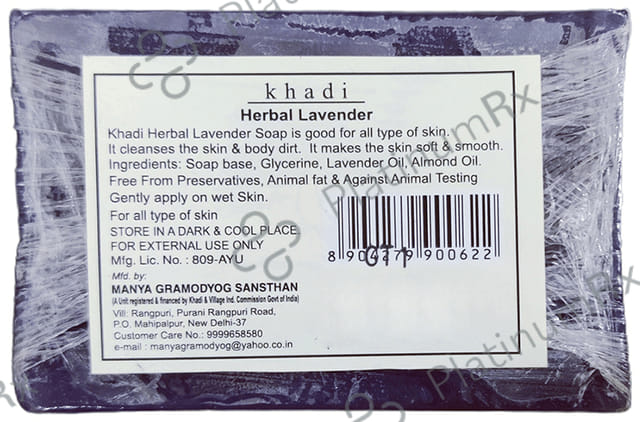 khadi
Herbal Lavender
Khadi Herbal Lavender Soap is good for all type of skin.
It cleanses the skin & body dirt. It makes the skin soft & smooth.
Ingredients: Soap base, Glycerine, Lavender Oil, Almond Oil.
Free From Preservatives, Animal fat & Against Animal Testing
Gently apply on wet Skin.
For all type of skin
STORE IN A DARK & COOL PLACE
FOR EXTERNAL USE ONLY
Mfg. Lic. No. : 809-AYU
8 904279 900622
Mfd. by:
MANYA GRAMODYOG SANSTHAN
(A Unit registered & financed by Khadi & Village Ind. Commission Govt of India)
Vill: Rangpuri, Purani Rangpuri Road,
P.O. Mahipalpur, New Delhi-37
Customer Care No.: 9999658580
e-mail : manyagramodyog@yahoo.co.in
PlatinumRx
PlatinumRx